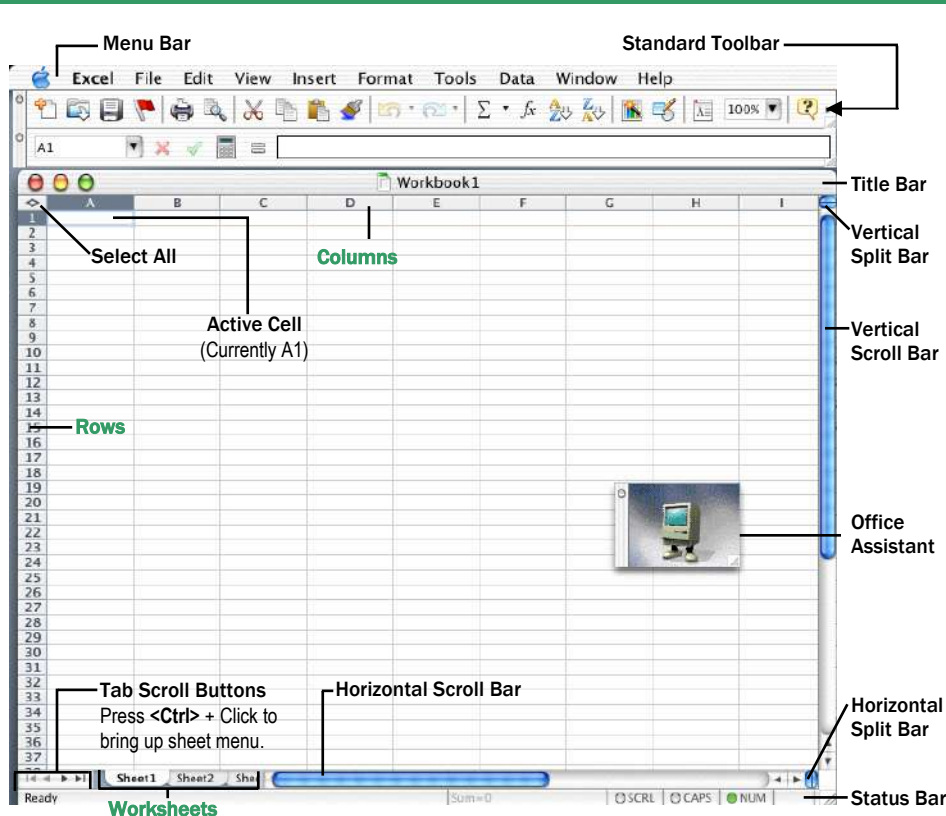 Menu Bar
Standard Toolbar
Excel File Edit View Insert Format Tools Data Window Help
100%
A1
Workbook1
Title Bar
A B C D E F G H I
1
2
3
4
5
6
7
8
9
10
11
12
13
14
15
16
17
18
19
20
21
22
23
24
25
26
27
28
29
30
31
32
33
34
35
36
37
Select All
Columns
Vertical
Split Bar
Active Cell
(Currently A1)
Vertical
Scroll Bar
Rows
Office
Assistant
Tab Scroll Buttons
Press <Ctrl> + Click to
bring up sheet menu.
Horizontal Scroll Bar
Horizontal
Split Bar
Sheet1 Sheet2 She
Ready Sum=0 SCRL CAPS NUM
Status Bar
Worksheets